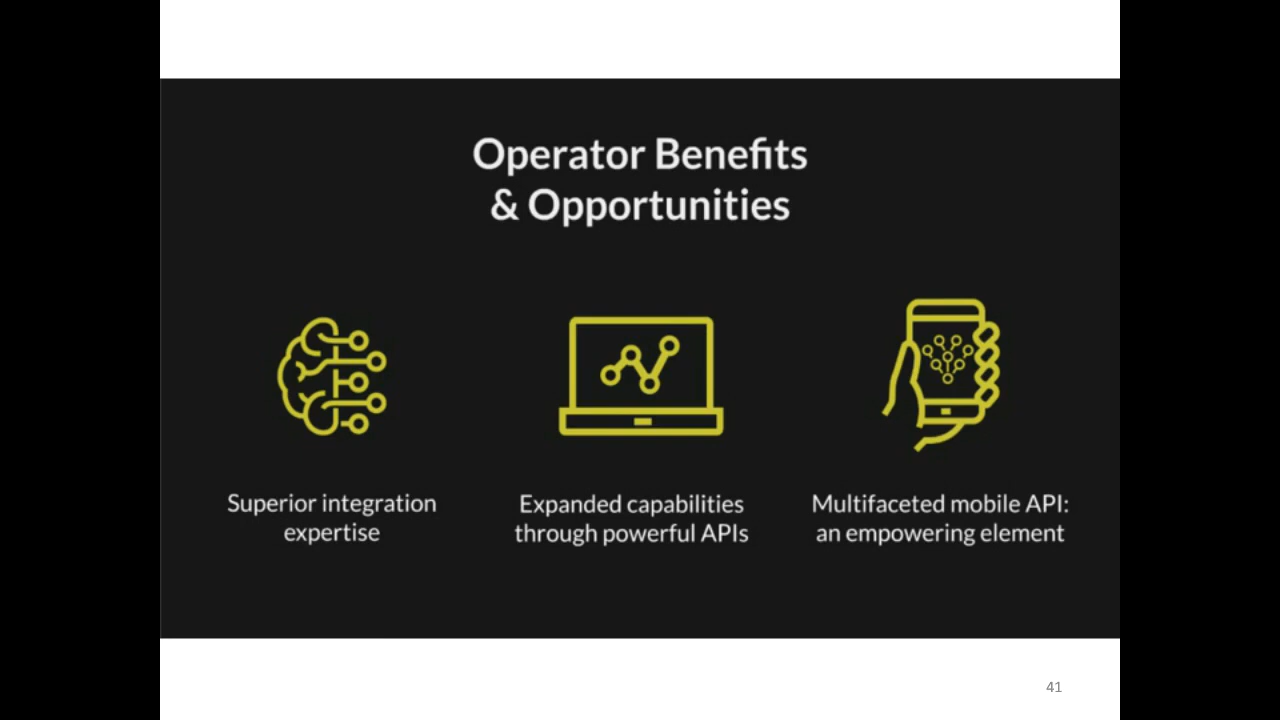 Operator Benefits
& Opportunities
Superior integration
expertise
Expanded capabilities
through powerful APIs
Multifaceted mobile API:
an empowering element
41